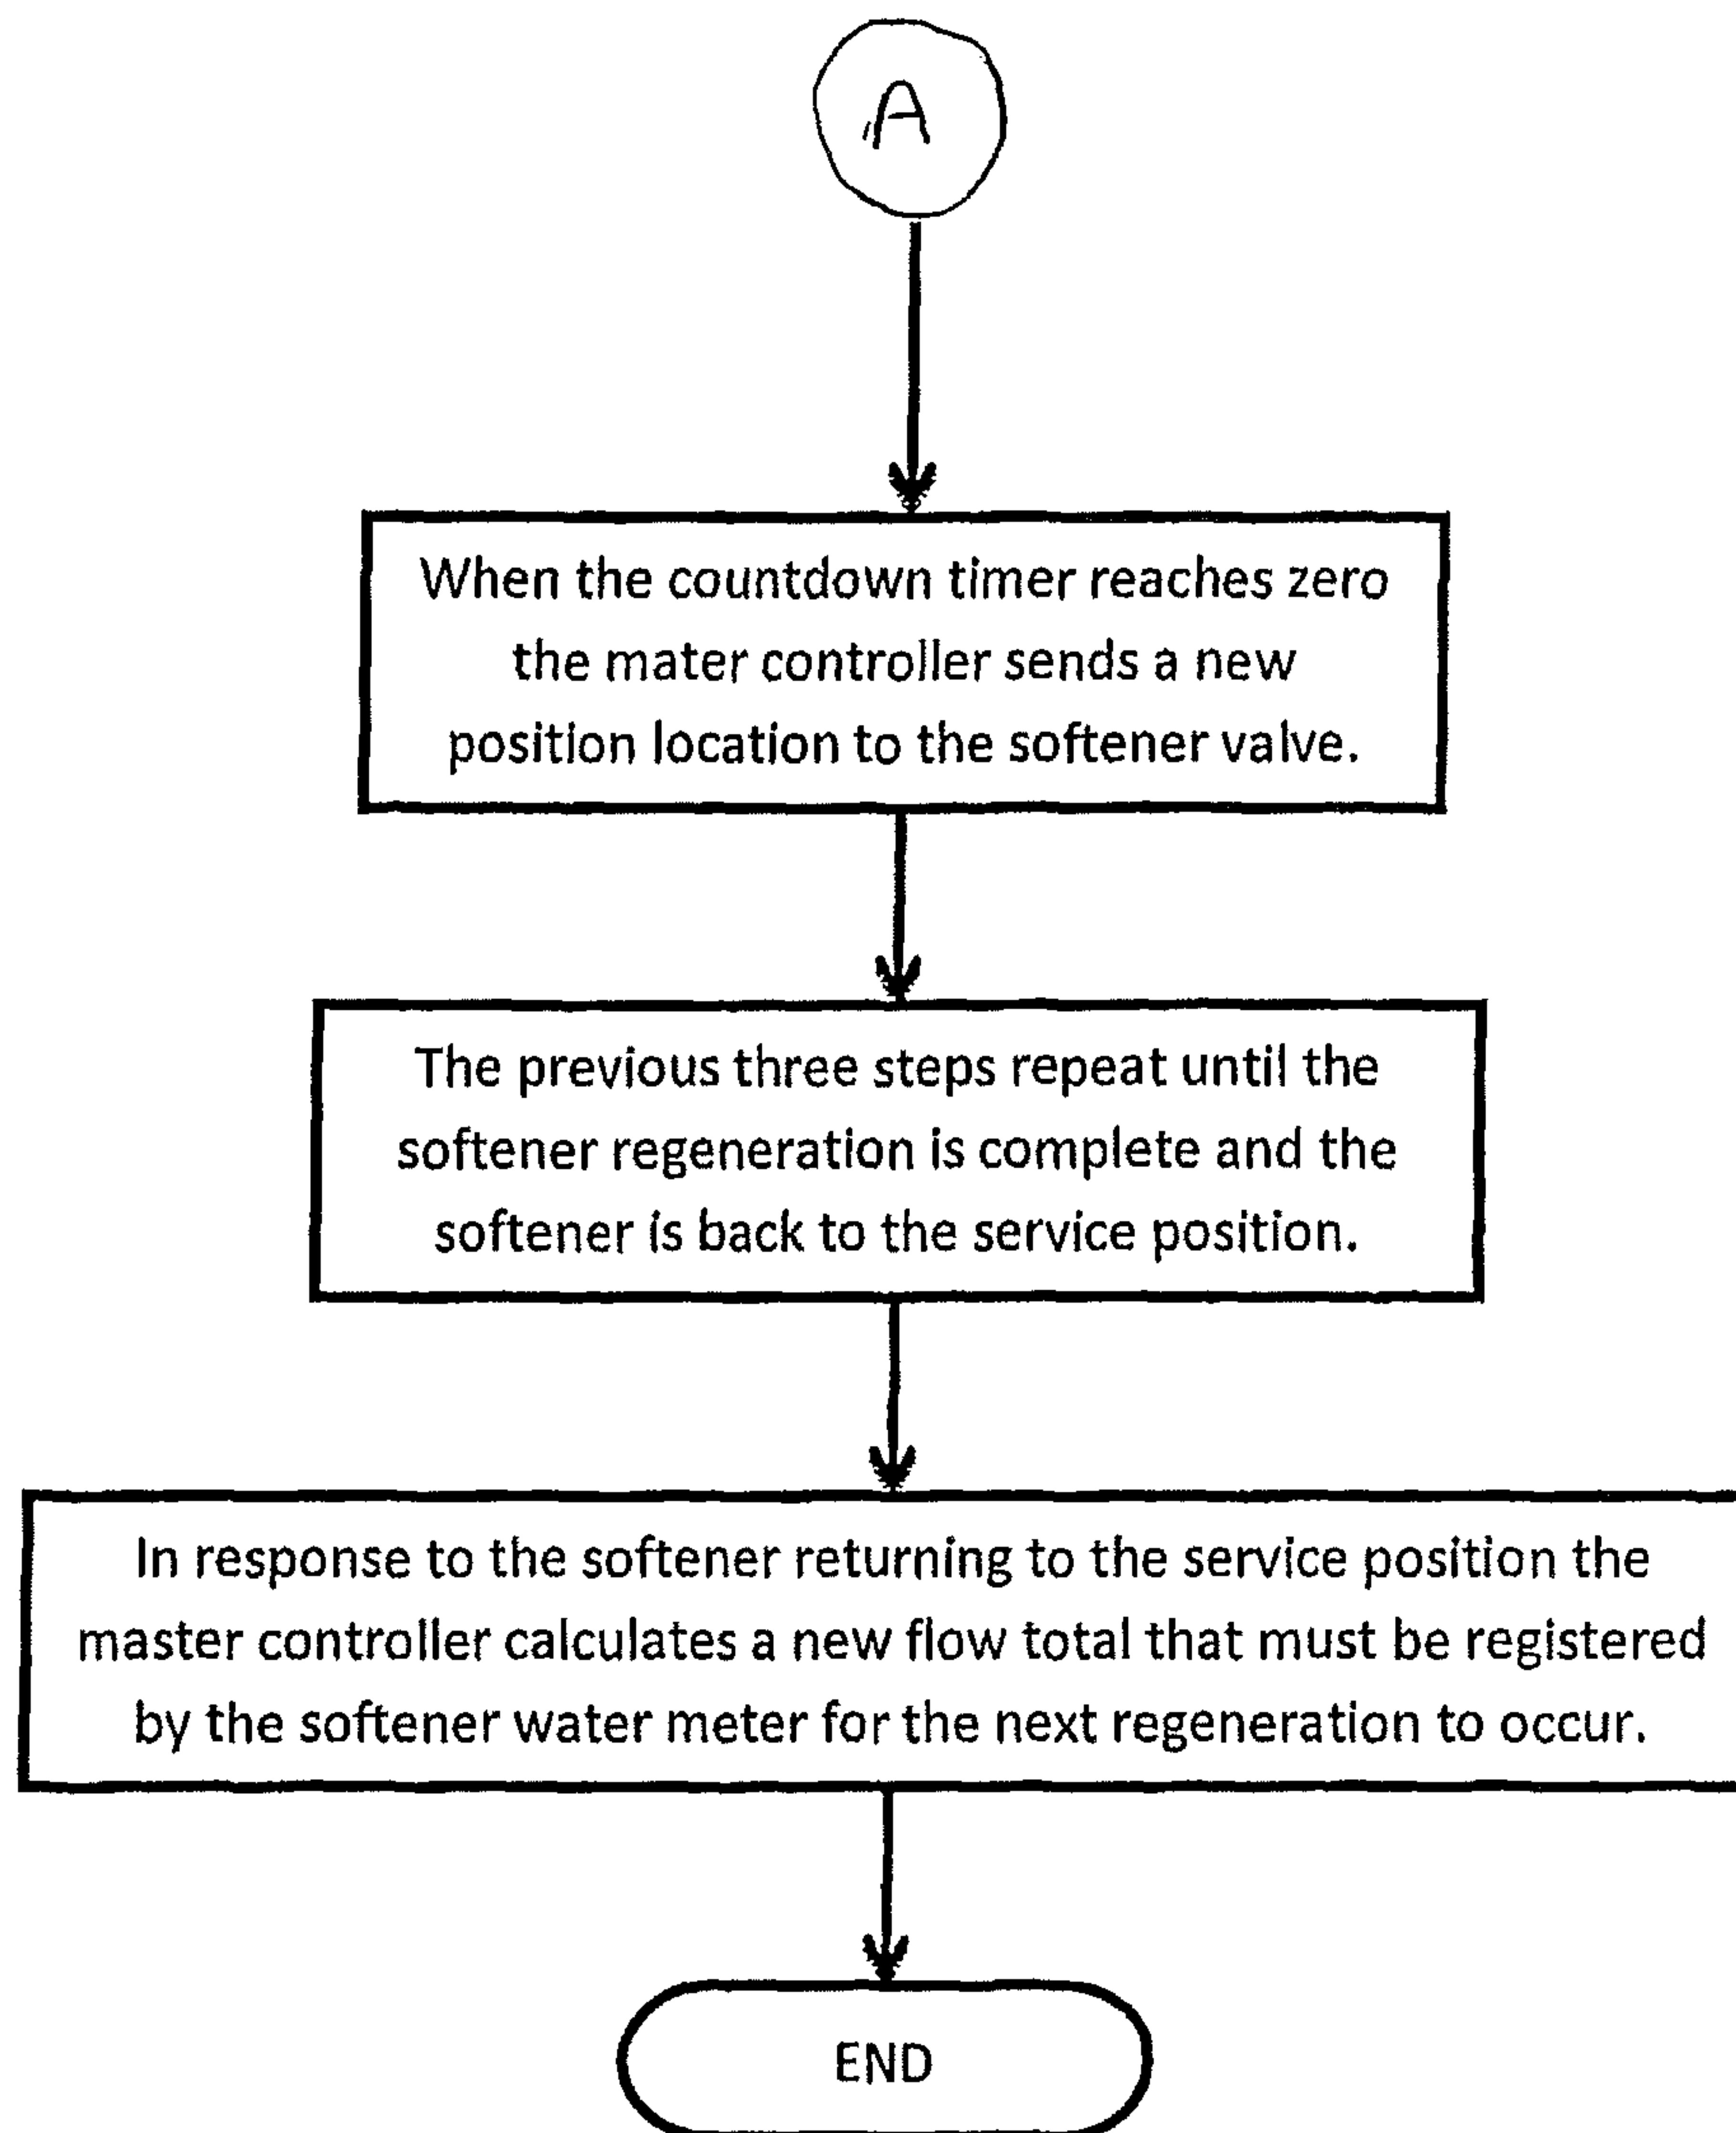 A
When the countdown timer reaches zero
the mater controller sends a new
position location to the softener valve.
The previous three steps repeat until the
softener regeneration is complete and the
softener is back to the service position.
In response to the softener returning to the service position the
master controller calculates a new flow total that must be registered
by the softener water meter for the next regeneration to occur.
END